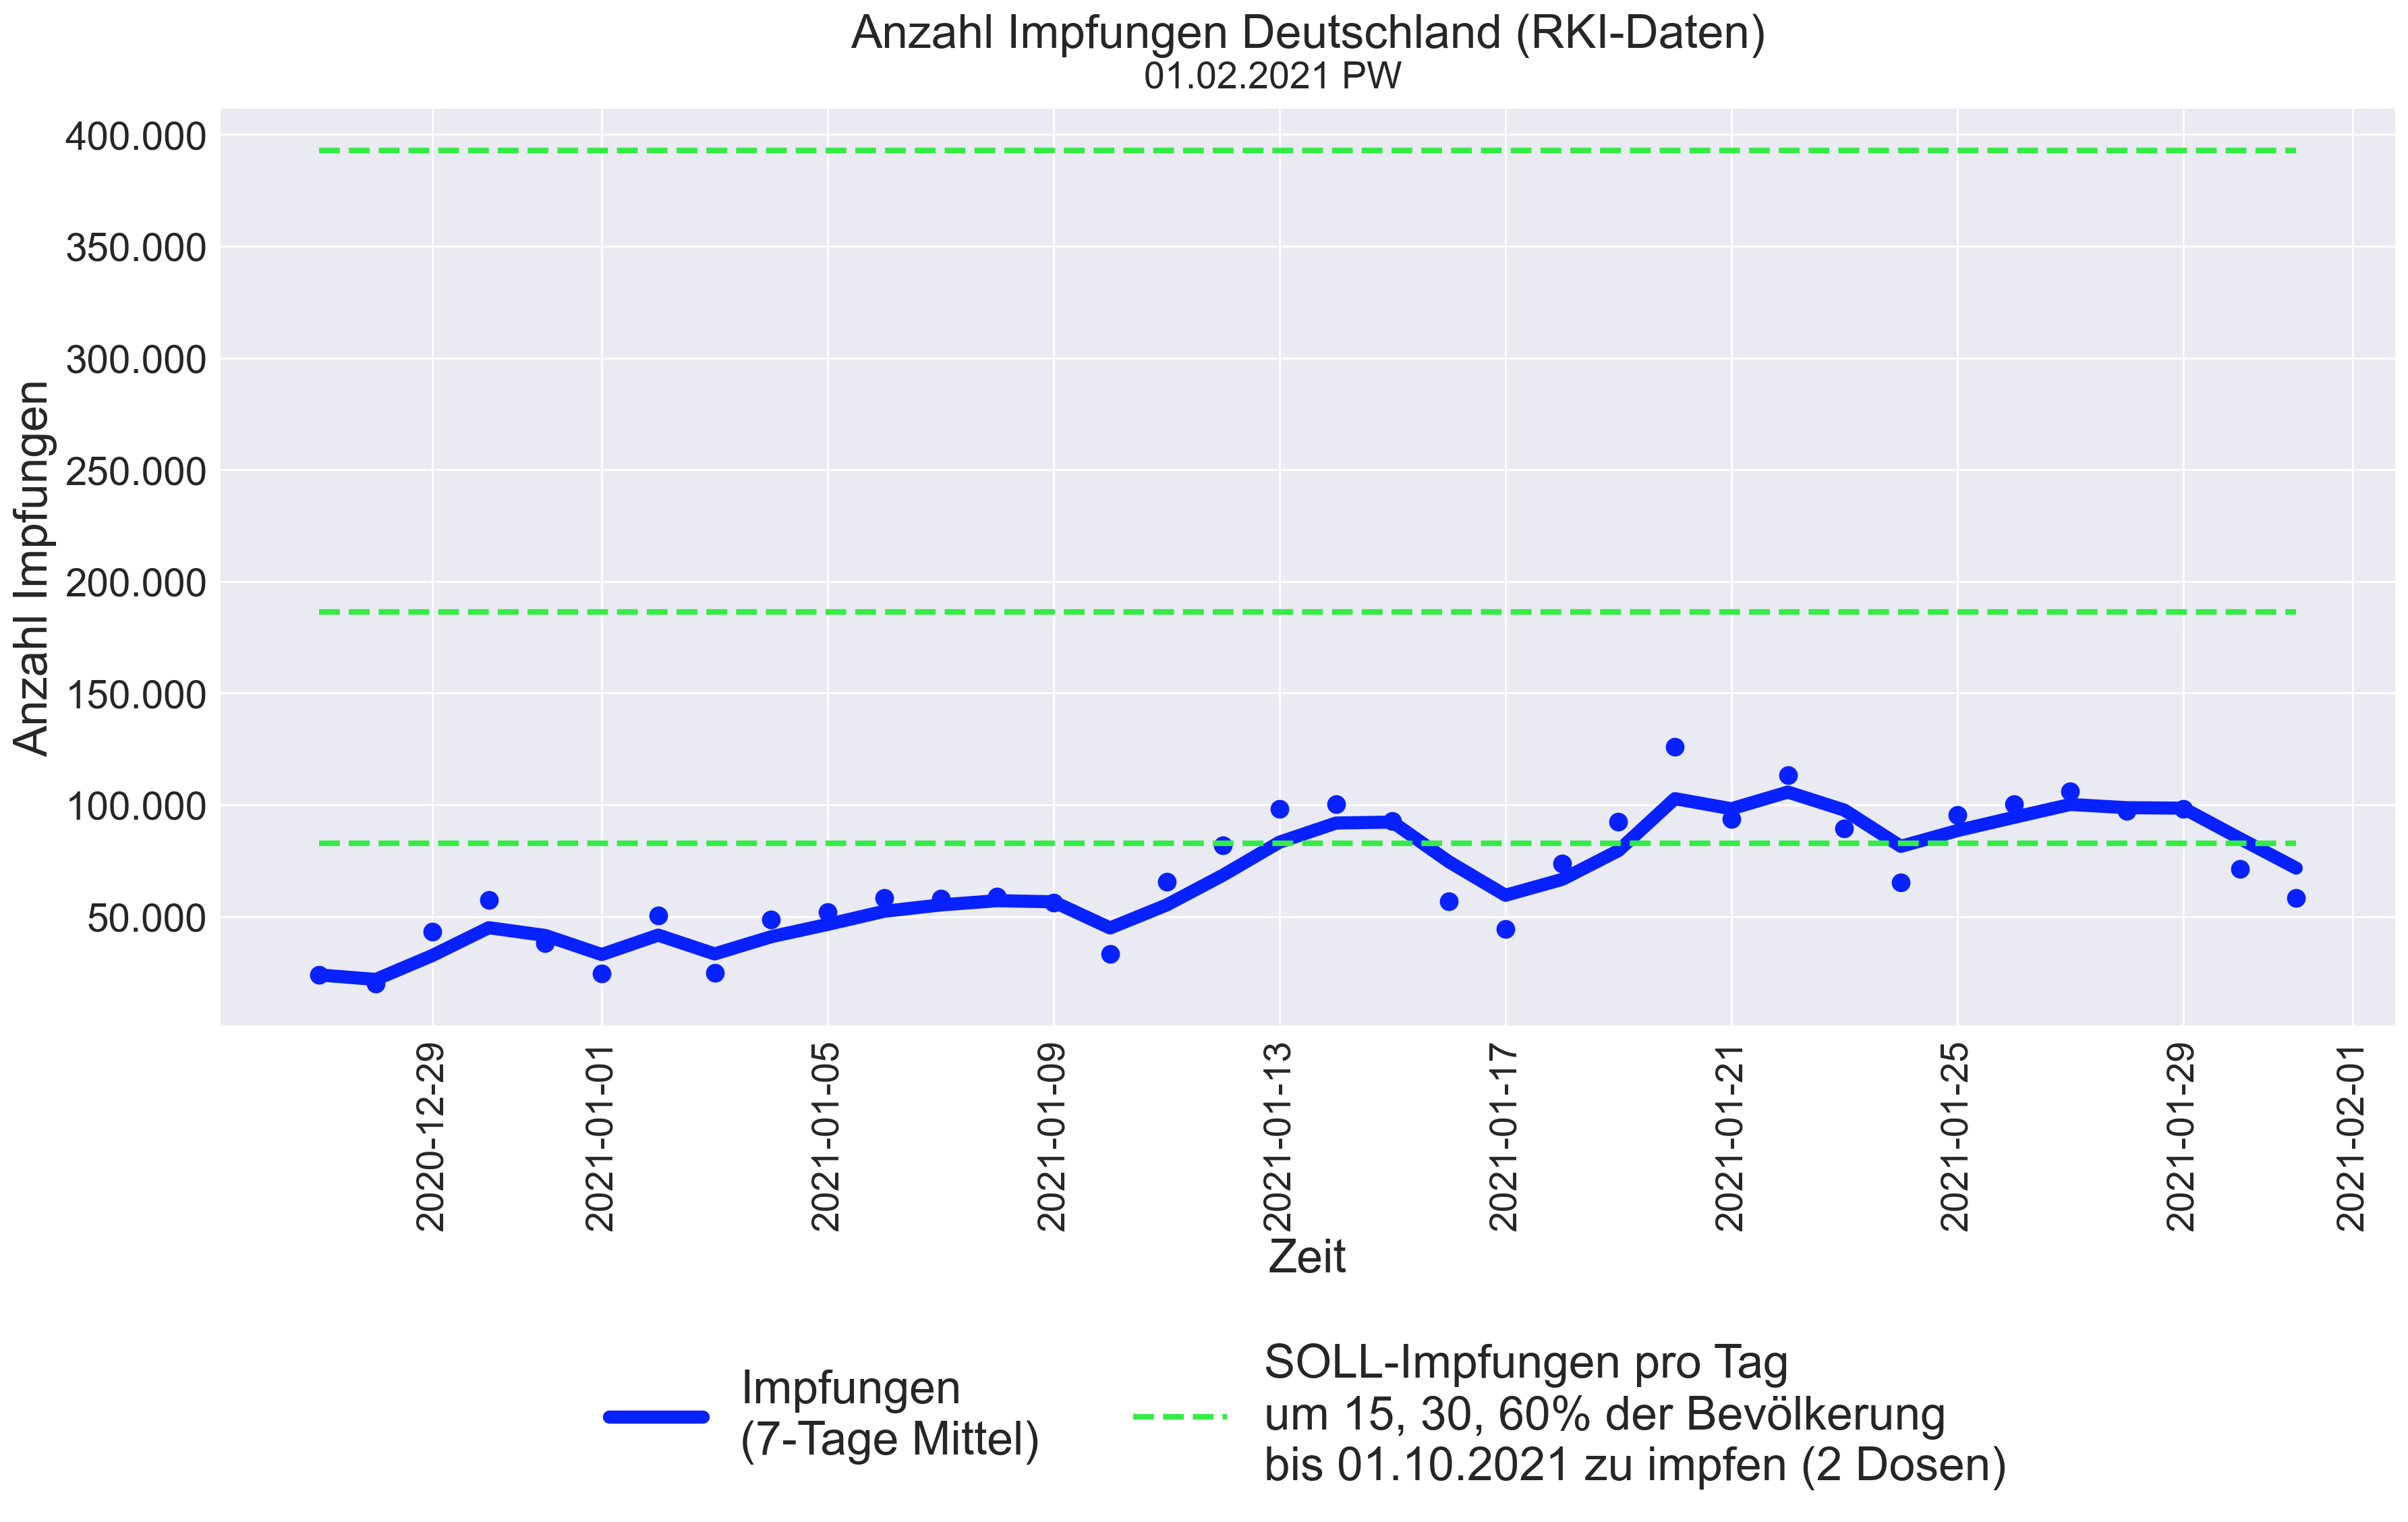 Anzahl Impfungen Deutschland (RKI-Daten)
01.02.2021 PW
Anzahl Impfungen
400.000
350.000
300.000
250.000
200.000
150.000
100.000
50.000
2020-12-29
2021-01-01
2021-01-05
2021-01-09
2021-01-13
2021-01-17
2021-01-21
2021-01-25
2021-01-29
2021-02-01
Zeit
Impfungen
(7-Tage Mittel)
SOLL-Impfungen pro Tag
um 15, 30, 60% der Bevölkerung
bis 01.10.2021 zu impfen (2 Dosen)